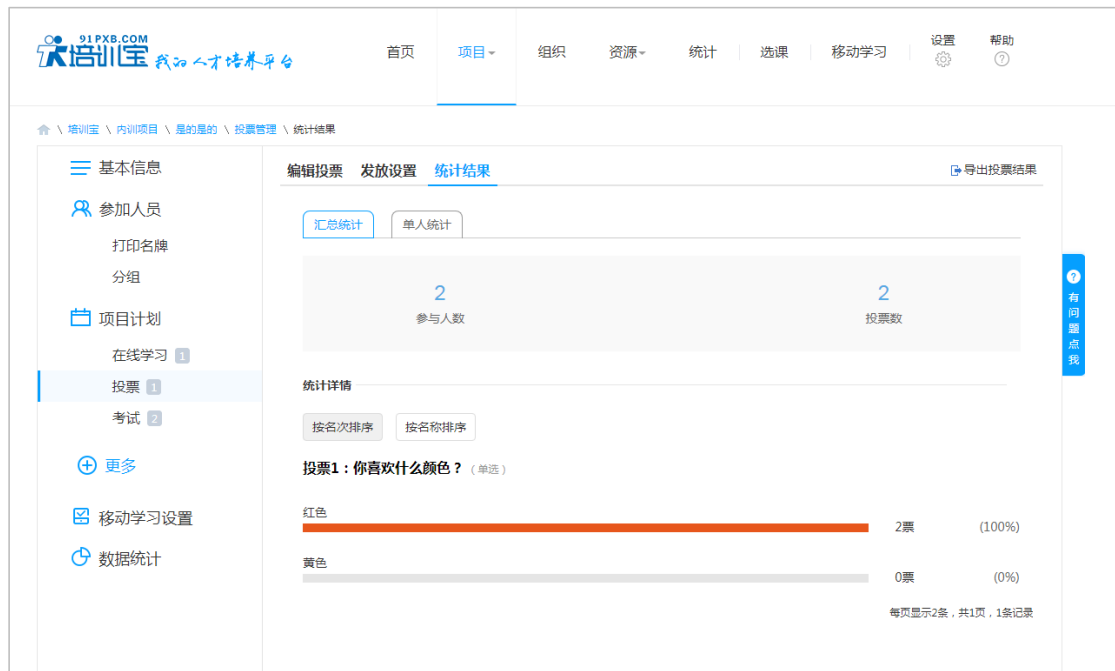 91PXB.COM
培训宝 我的人才培养平台
首页 项目 组织 资源 统计 选课 移动学习 设置 帮助
\ 培训宝 \ 内训项目 \ 是的是的 \ 投票管理 \ 统计结果
基本信息
参加人员
打印名牌
分组
项目计划
在线学习 1
投票 1
考试 2
更多
移动学习设置
数据统计
编辑投票 发放设置 统计结果 导出投票结果
汇总统计 单人统计
2 2
参与人数 投票数
统计详情
按名次排序 按名称排序
投票1：你喜欢什么颜色？（单选）
红色
2票 (100%)
黄色
0票 (0%)
每页显示2条，共1页，1条记录
?
有问题点我